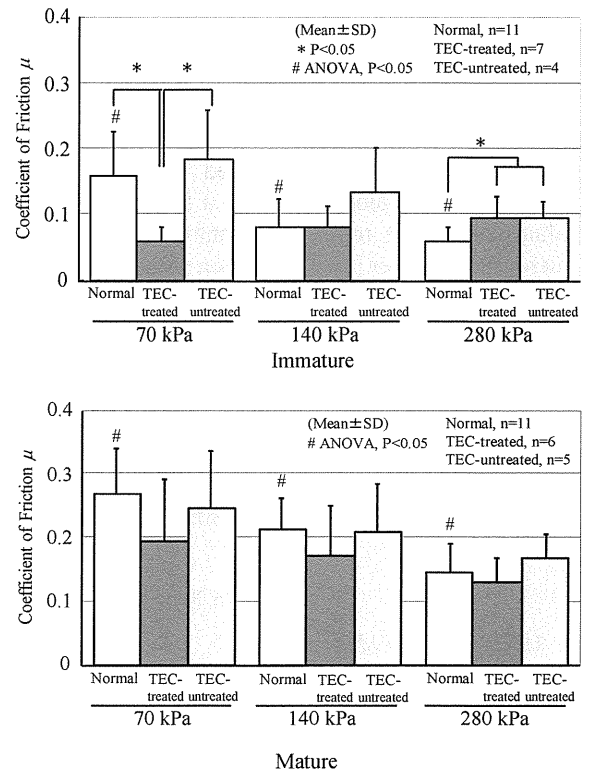 0.4
0.3
0.2
0.1
0
Coefficient of Friction μ
(Mean±SD)
* P<0.05
# ANOVA, P<0.05
Normal, n=11
TEC-treated, n=7
TEC-untreated, n=4
* *
#
#
*
#
Normal TEC-treated TEC-untreated Normal TEC-treated TEC-untreated Normal TEC-treated TEC-untreated
70 kPa 140 kPa 280 kPa
Immature
0.4
0.3
0.2
0.1
0
Coefficient of Friction μ
(Mean±SD)
# ANOVA, P<0.05
Normal, n=11
TEC-treated, n=6
TEC-untreated, n=5
#
#
#
Normal TEC-treated TEC-untreated Normal TEC-treated TEC-untreated Normal TEC-treated TEC-untreated
70 kPa 140 kPa 280 kPa
Mature